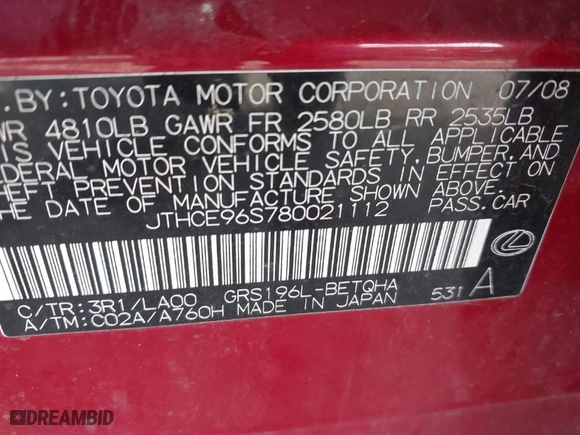 . BY: TOYOTA MOTOR CORPORATION 07/08
WR 4810LB GAWR FR 2580LB RR 2535LB
IS VEHICLE CONFORMS TO ALL APPLICABLE
DERAL MOTOR VEHICLE SAFETY, BUMPER, AND
HEFT PREVENTION STANDARDS IN EFFECT ON
HE DATE OF MANUFACTURE SHOWN ABOVE.
JTHCE96S780021112 PASS. CAR
C/TR: 3R1/LA00 GRS196L-BETQHA
A/TM: C02A/A760H MADE IN JAPAN 531 A
DREAMBID